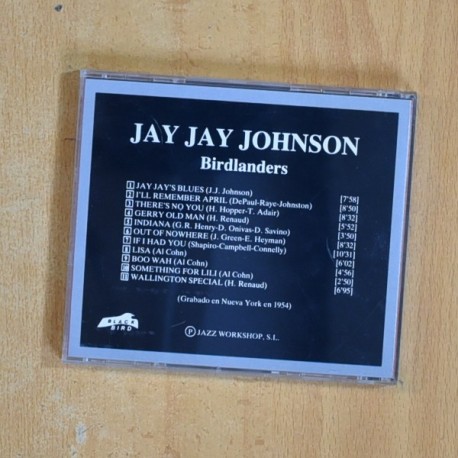 JAY JAY JOHNSON
Birdlanders
1 JAY JAY'S BLUES (J.J. Johnson) [7'58]
2 I'LL REMEMBER APRIL (DePaul-Raye-Johnston) [8'50]
3 THERE'S NO YOU (H. Hopper-T. Adair) [8'32]
4 GERRY OLD MAN (H. Renaud) [5'52]
5 INDIANA (G.R. Henry-D. Onivas-D. Savino) [3'50]
6 OUT OF NOWHERE (J. Green-E. Heyman) [8'32]
7 IF I HAD YOU (Shapiro-Campbell-Connelly) [10'31]
8 LISA (Al Cohn) [6'02]
9 BOO WAH (Al Cohn) [4'56]
10 SOMETHING FOR LILI (Al Cohn) [2'50]
11 WALLINGTON SPECIAL (H. Renaud) [6'95]
(Grabado en Nueva York en 1954)
BLACK BIRD
Ⓟ JAZZ WORKSHOP, S.L.